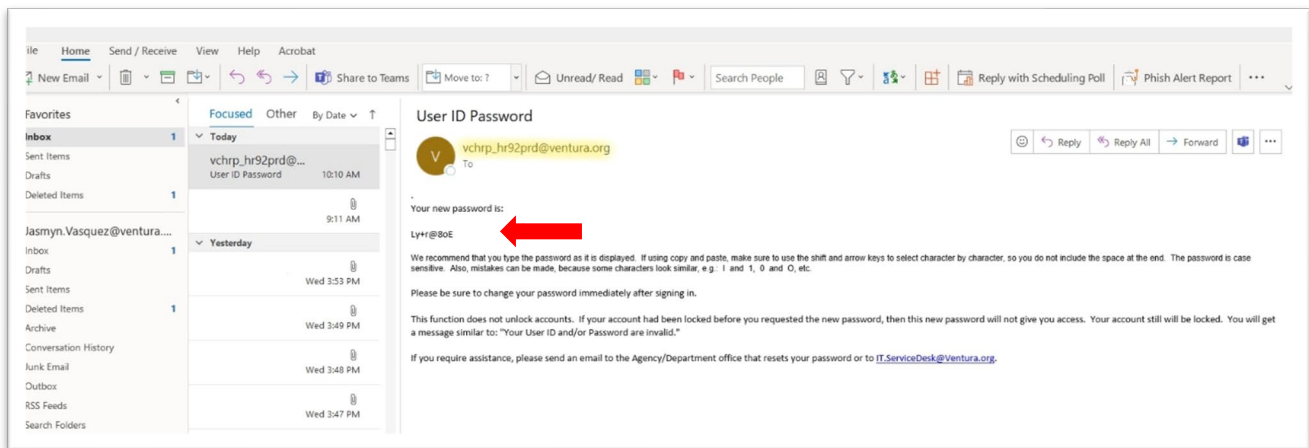 ile Home Send / Receive View Help Acrobat
New Email Share to Teams Move to: ? Unread/ Read Search People Reply with Scheduling Poll Phish Alert Report ...
Favorites
Inbox 1
Sent Items
Drafts
Deleted Items 1
Jasmyn.Vasquez@ventura....
Inbox 1
Drafts
Sent Items
Deleted Items 1
Archive
Conversation History
Junk Email
Outbox
RSS Feeds
Search Folders
Focused Other By Date
Today
vchrp_hr92prd@...
User ID Password 10:10 AM
9:11 AM
Yesterday
Wed 3:53 PM
Wed 3:49 PM
Wed 3:48 PM
Wed 3:47 PM
User ID Password
V
vchrp_hr92prd@ventura.org
To
Reply Reply All Forward ...
.
Your new password is:
Ly+r@8oE
We recommend that you type the password as it is displayed. If using copy and paste, make sure to use the shift and arrow keys to select character by character, so you do not include the space at the end. The password is case
sensitive. Also, mistakes can be made, because some characters look similar, e.g.: l and 1, 0 and O, etc.
Please be sure to change your password immediately after signing in.
This function does not unlock accounts. If your account had been locked before you requested the new password, then this new password will not give you access. Your account still will be locked. You will get
a message similar to: "Your User ID and/or Password are invalid."
If you require assistance, please send an email to the Agency/Department office that resets your password or to IT.ServiceDesk@Ventura.org.